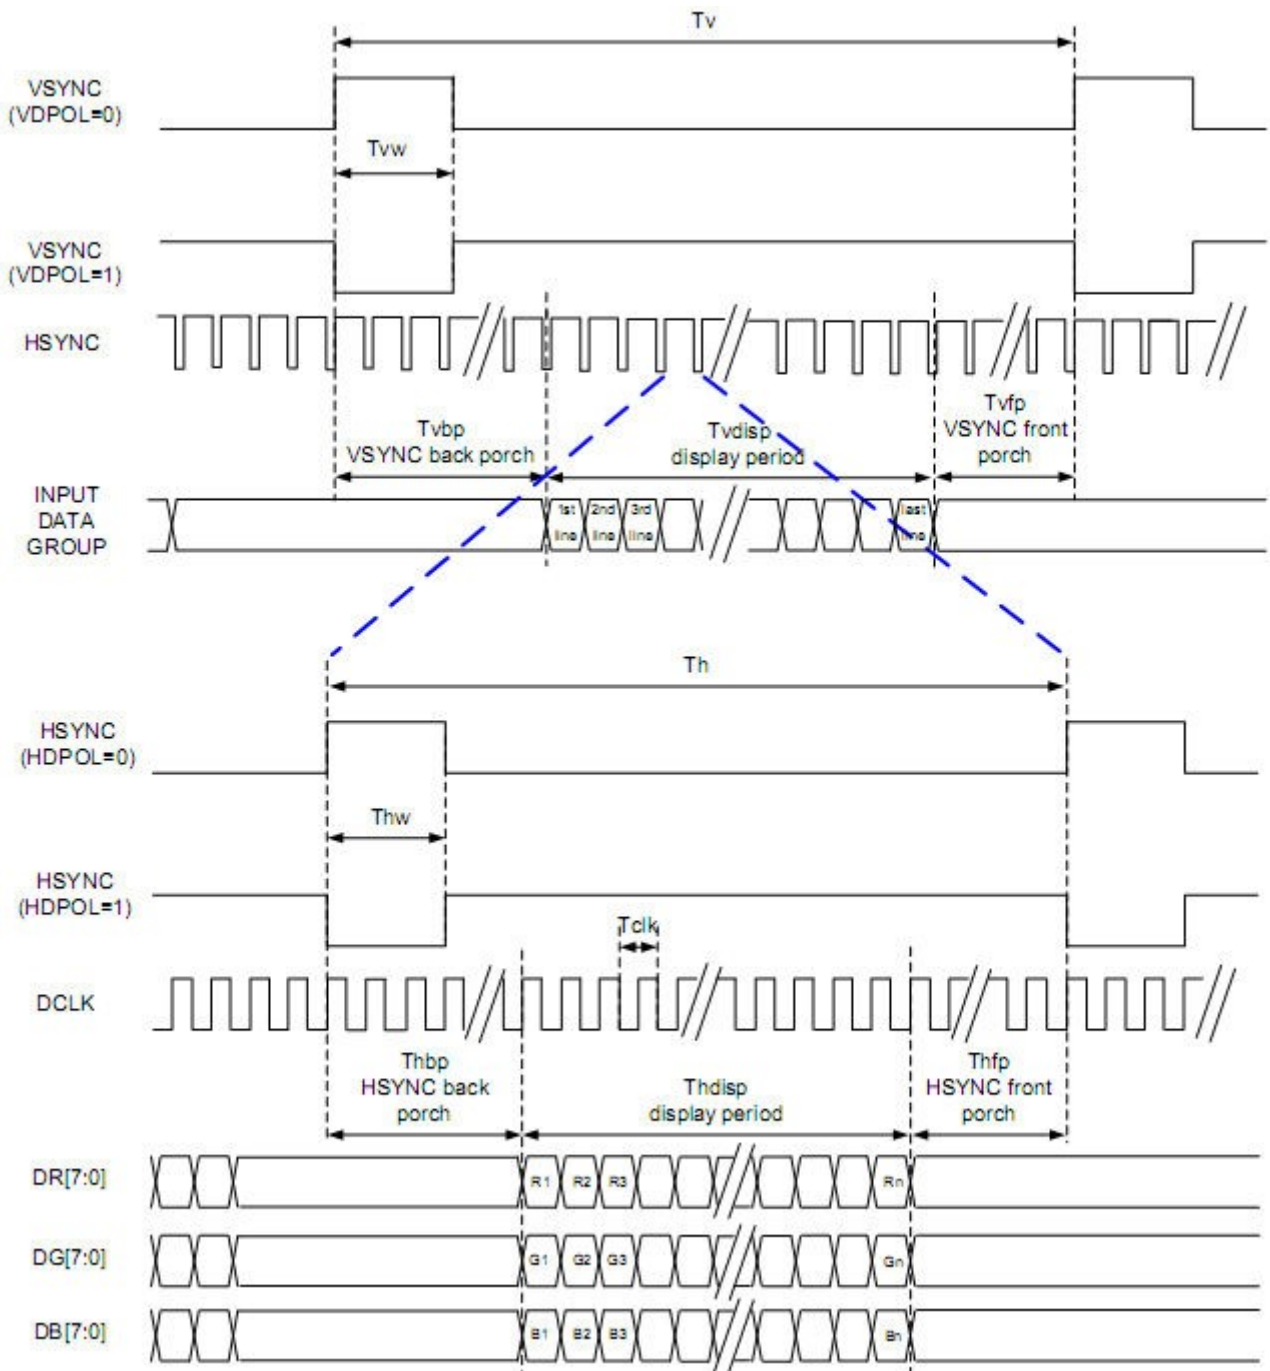 Tv
VSYNC
(VDPOL=0)
Tvw
VSYNC
(VDPOL=1)
HSYNC
Tvbp
VSYNC back porch
Tvdisp
display period
Tvfp
VSYNC front
porch
INPUT
DATA
GROUP
1st
line
2nd
line
3rd
line
last
line
Th
HSYNC
(HDPOL=0)
Thw
HSYNC
(HDPOL=1)
Tclk
DCLK
Thbp
HSYNC back
porch
Thdisp
display period
Thfp
HSYNC front
porch
DR[7:0]
R1 R2 R3 Rn
DG[7:0]
G1 G2 G3 Gn
DB[7:0]
B1 B2 B3 Bn